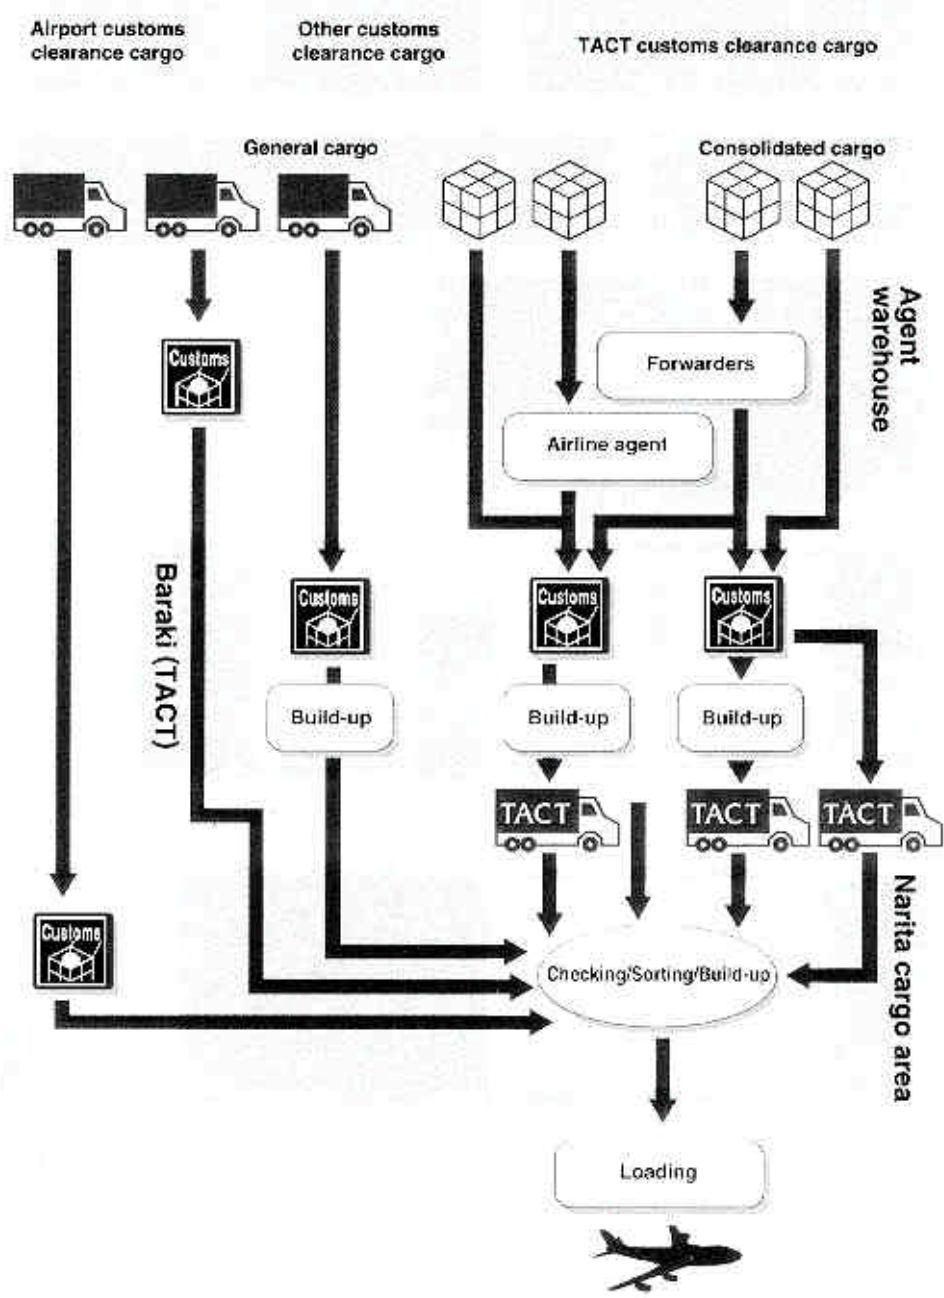 Airport customs
clearance cargo
Other customs
clearance cargo
TACT customs clearance cargo
General cargo
Consolidated cargo
Agent
warehouse
Forwarders
Customs
Airline agent
Baraki (TACT)
Customs
Customs
Customs
Build-up
Build-up
Build-up
TACT
TACT
TACT
Narita cargo area
Customs
Checking/Sorting/Build-up
Loading